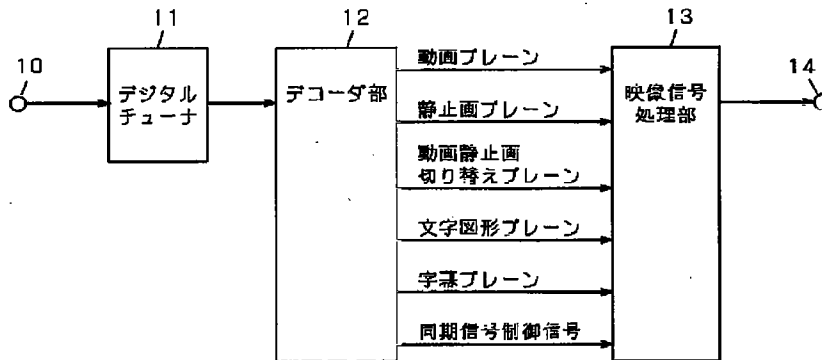 10
11
デジタル
チューナ
12
デコーダ部
動画プレーン
静止画プレーン
動画静止画
切り替えプレーン
文字図形プレーン
字幕プレーン
同期信号制御信号
13
映像信号
処理部
14